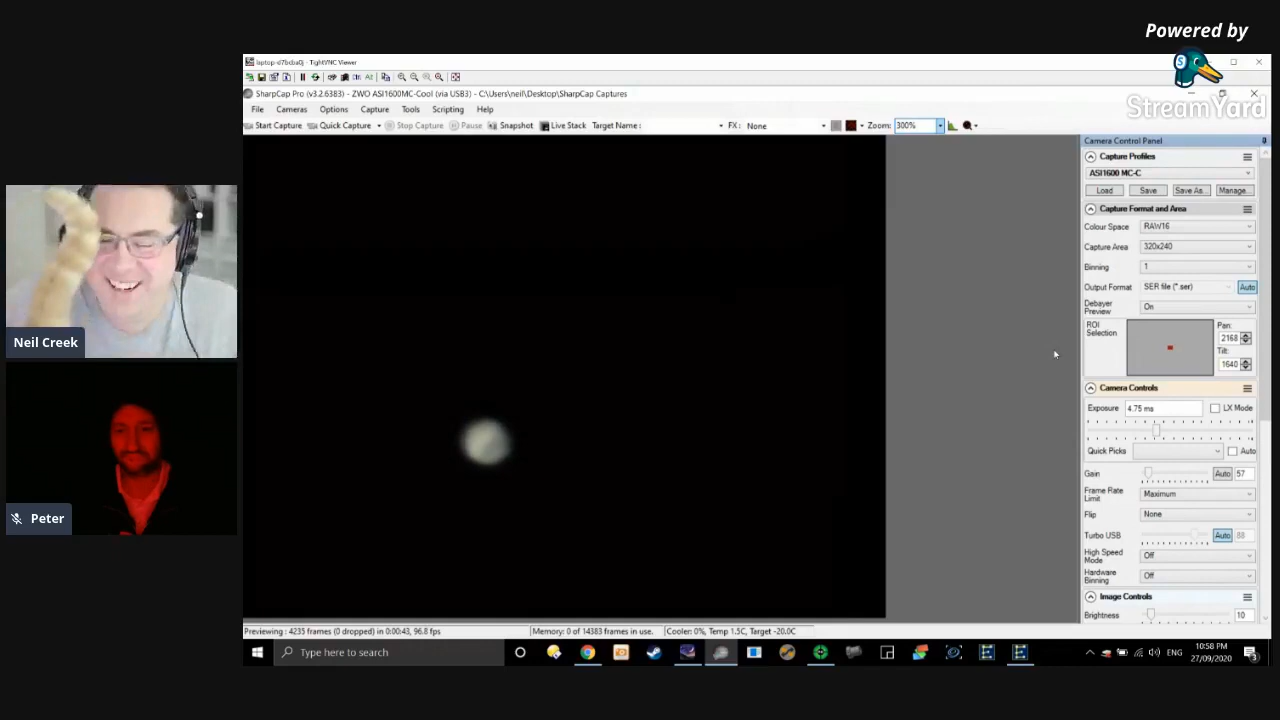 Powered by
StreamYard
laptop-d7bcba0j - TightVNC Viewer
SharpCap Pro (v3.2.6383) - ZWO ASI1600MC-Cool (via USB3) - C:\Users\neil\Desktop\SharpCap Captures
File Cameras Options Capture Tools Scripting Help
Start Capture Quick Capture Stop Capture Pause Snapshot Live Stack Target Name : FX: None Zoom: 300%
Camera Control Panel
Capture Profiles
ASI1600 MC-C
Load Save Save As... Manage...
Capture Format and Area
Colour Space RAW16
Capture Area 320x240
Binning 1
Output Format SER file (*.ser) Auto
Debayer Preview On
ROI Selection
Pan: 2168
Tilt: 1640
Camera Controls
Exposure 4.75 ms LX Mode
Quick Picks Auto
Gain Auto 57
Frame Rate Limit Maximum
Flip None
Turbo USB Auto 88
High Speed Mode Off
Hardware Binning Off
Image Controls
Brightness 10
Neil Creek
Peter
Previewing : 4235 frames (0 dropped) in 0:00:43, 96.8 fps Memory: 0 of 14383 frames in use. Cooler: 0%, Temp 1.5C, Target -20.0C
Type here to search
ENG
10:58 PM
27/09/2020
3